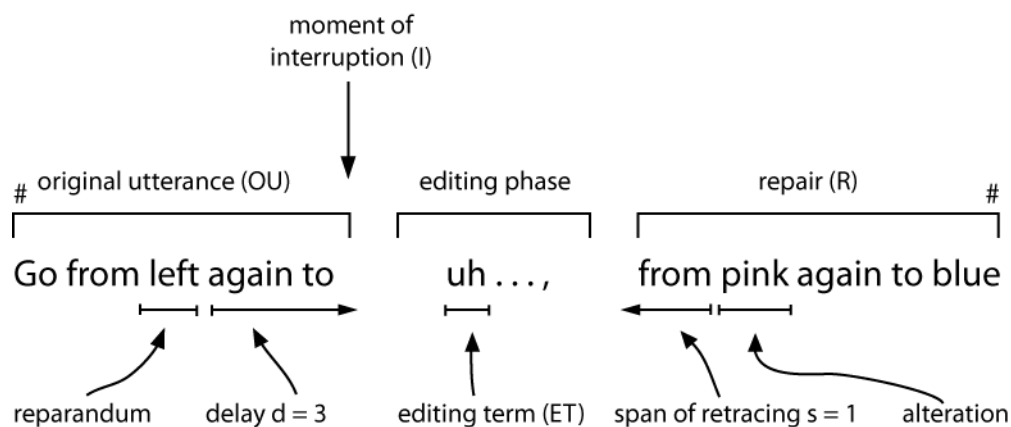 moment of
interruption (I)
# original utterance (OU) editing phase repair (R) #
Go from left again to uh . . . , from pink again to blue
reparandum delay d = 3 editing term (ET) span of retracing s = 1 alteration